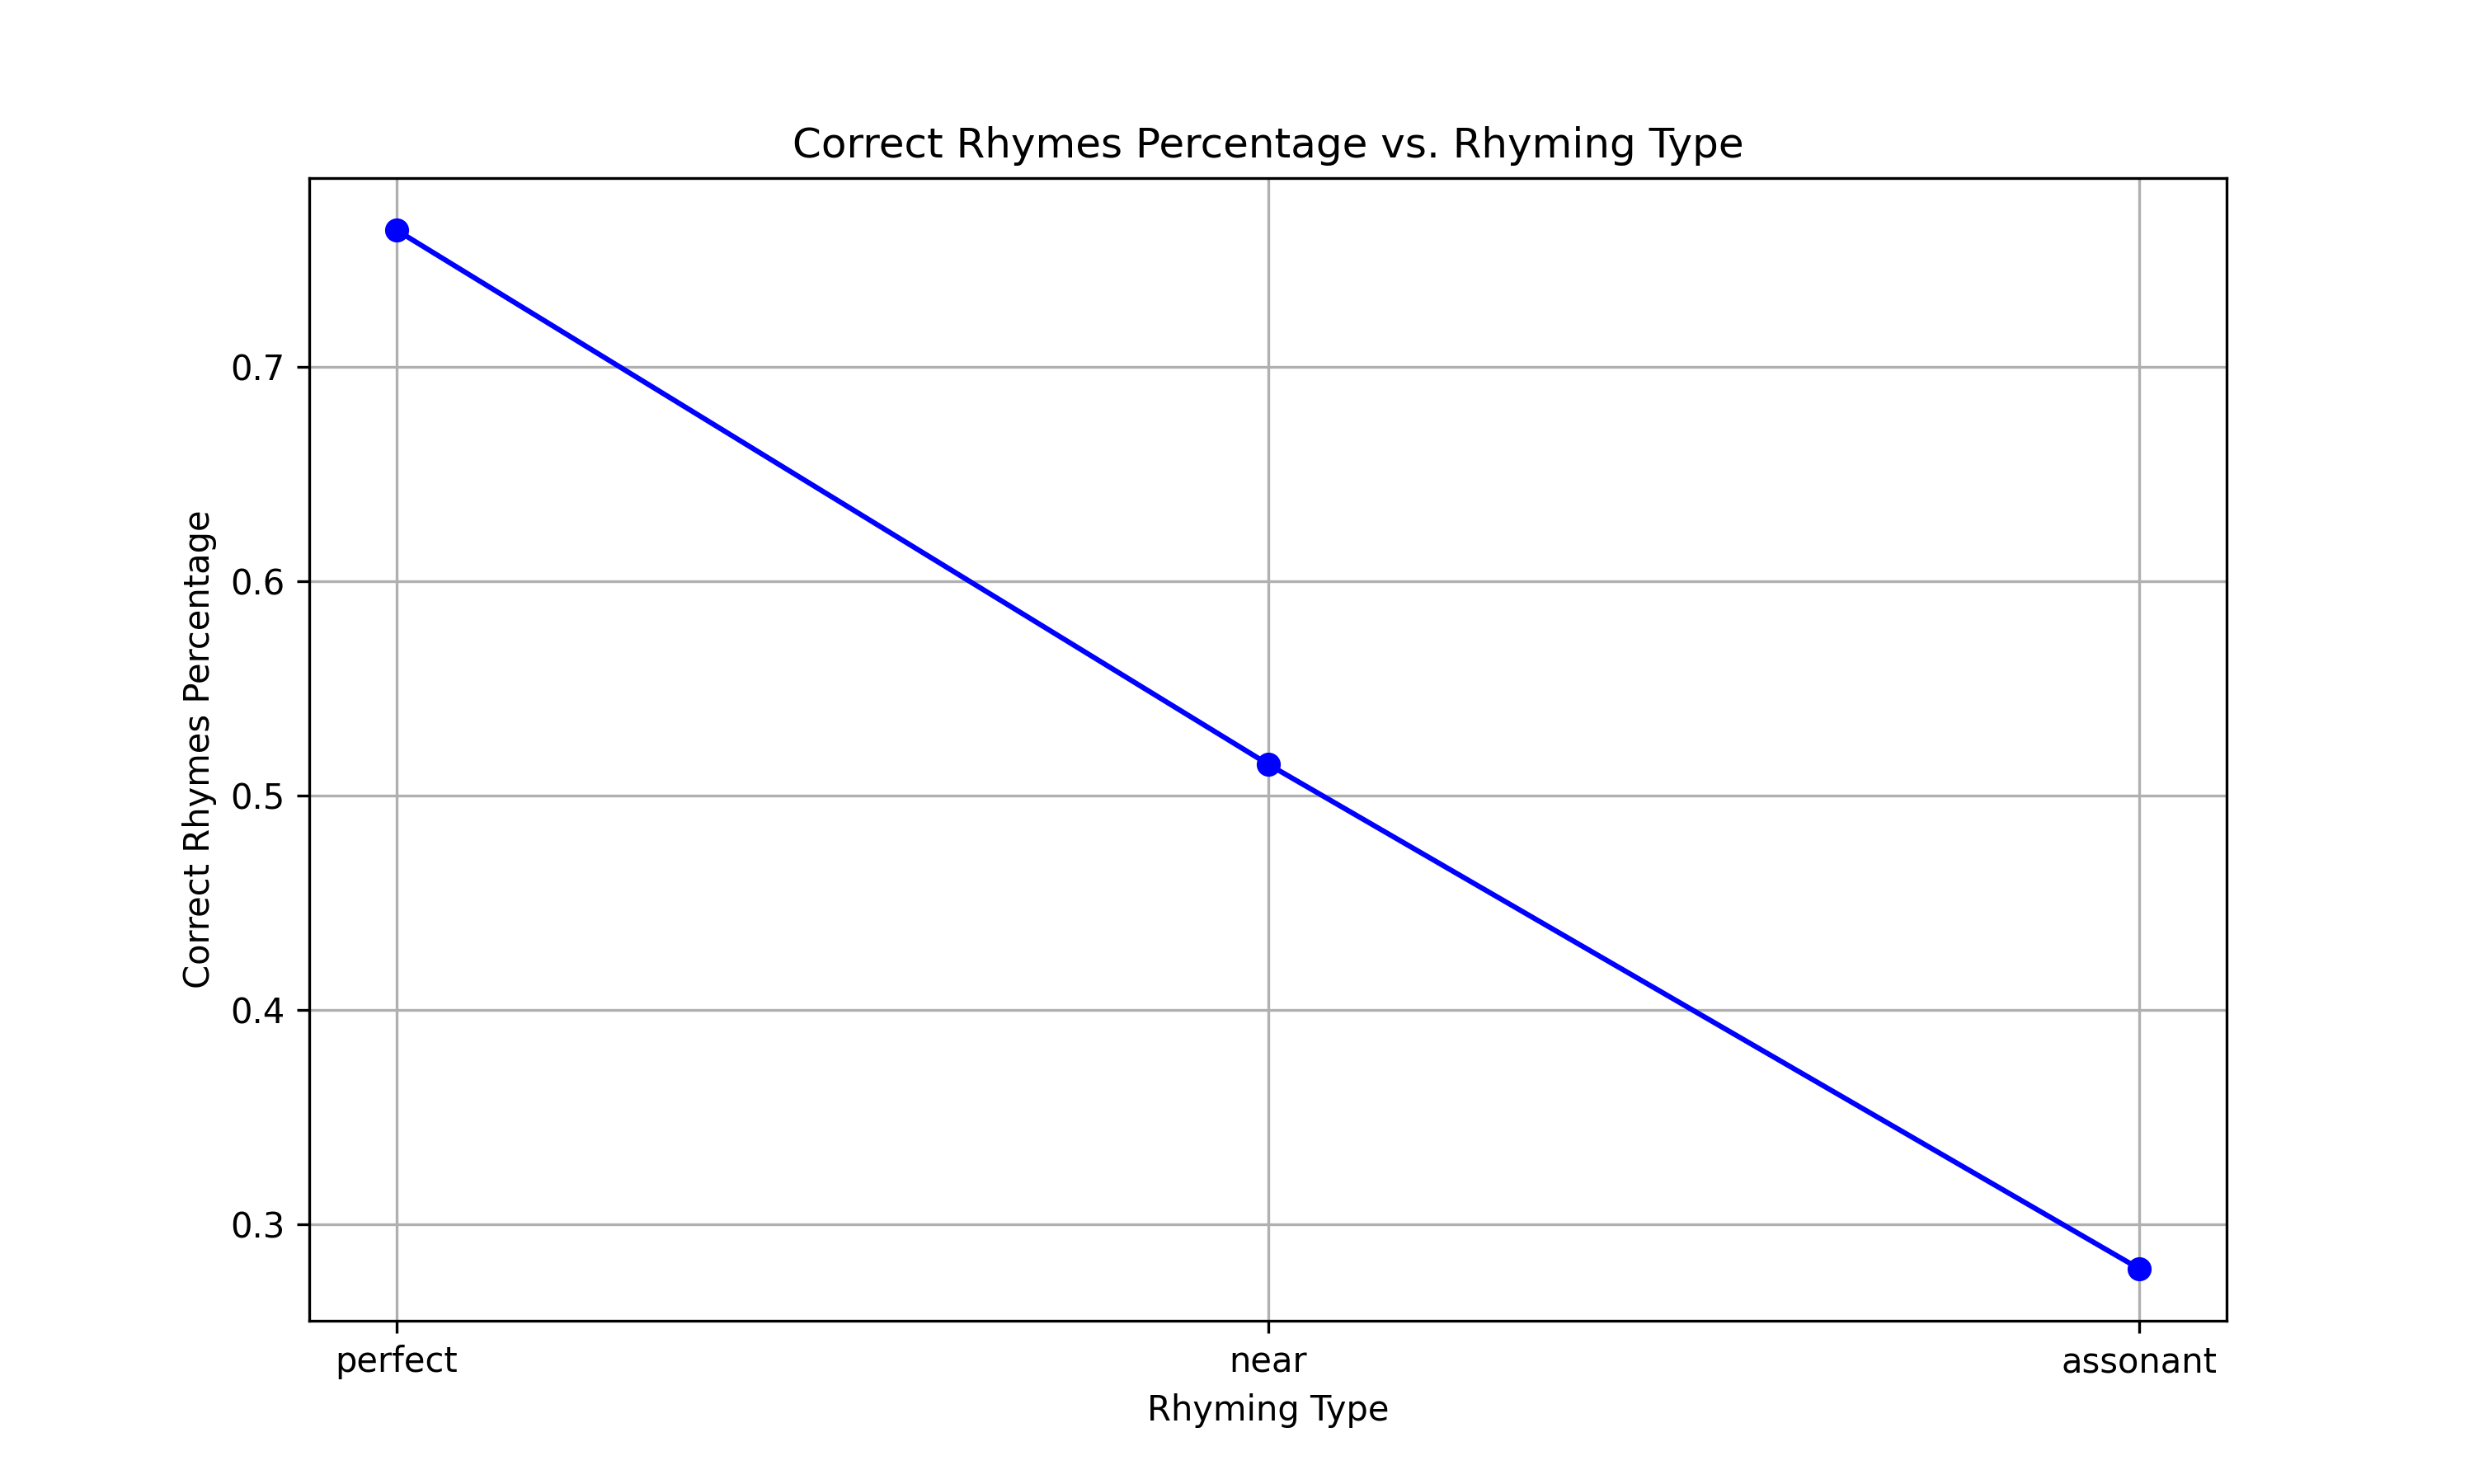 Correct Rhymes Percentage vs. Rhyming Type
Correct Rhymes Percentage
0.7
0.6
0.5
0.4
0.3
perfect
near
assonant
Rhyming Type